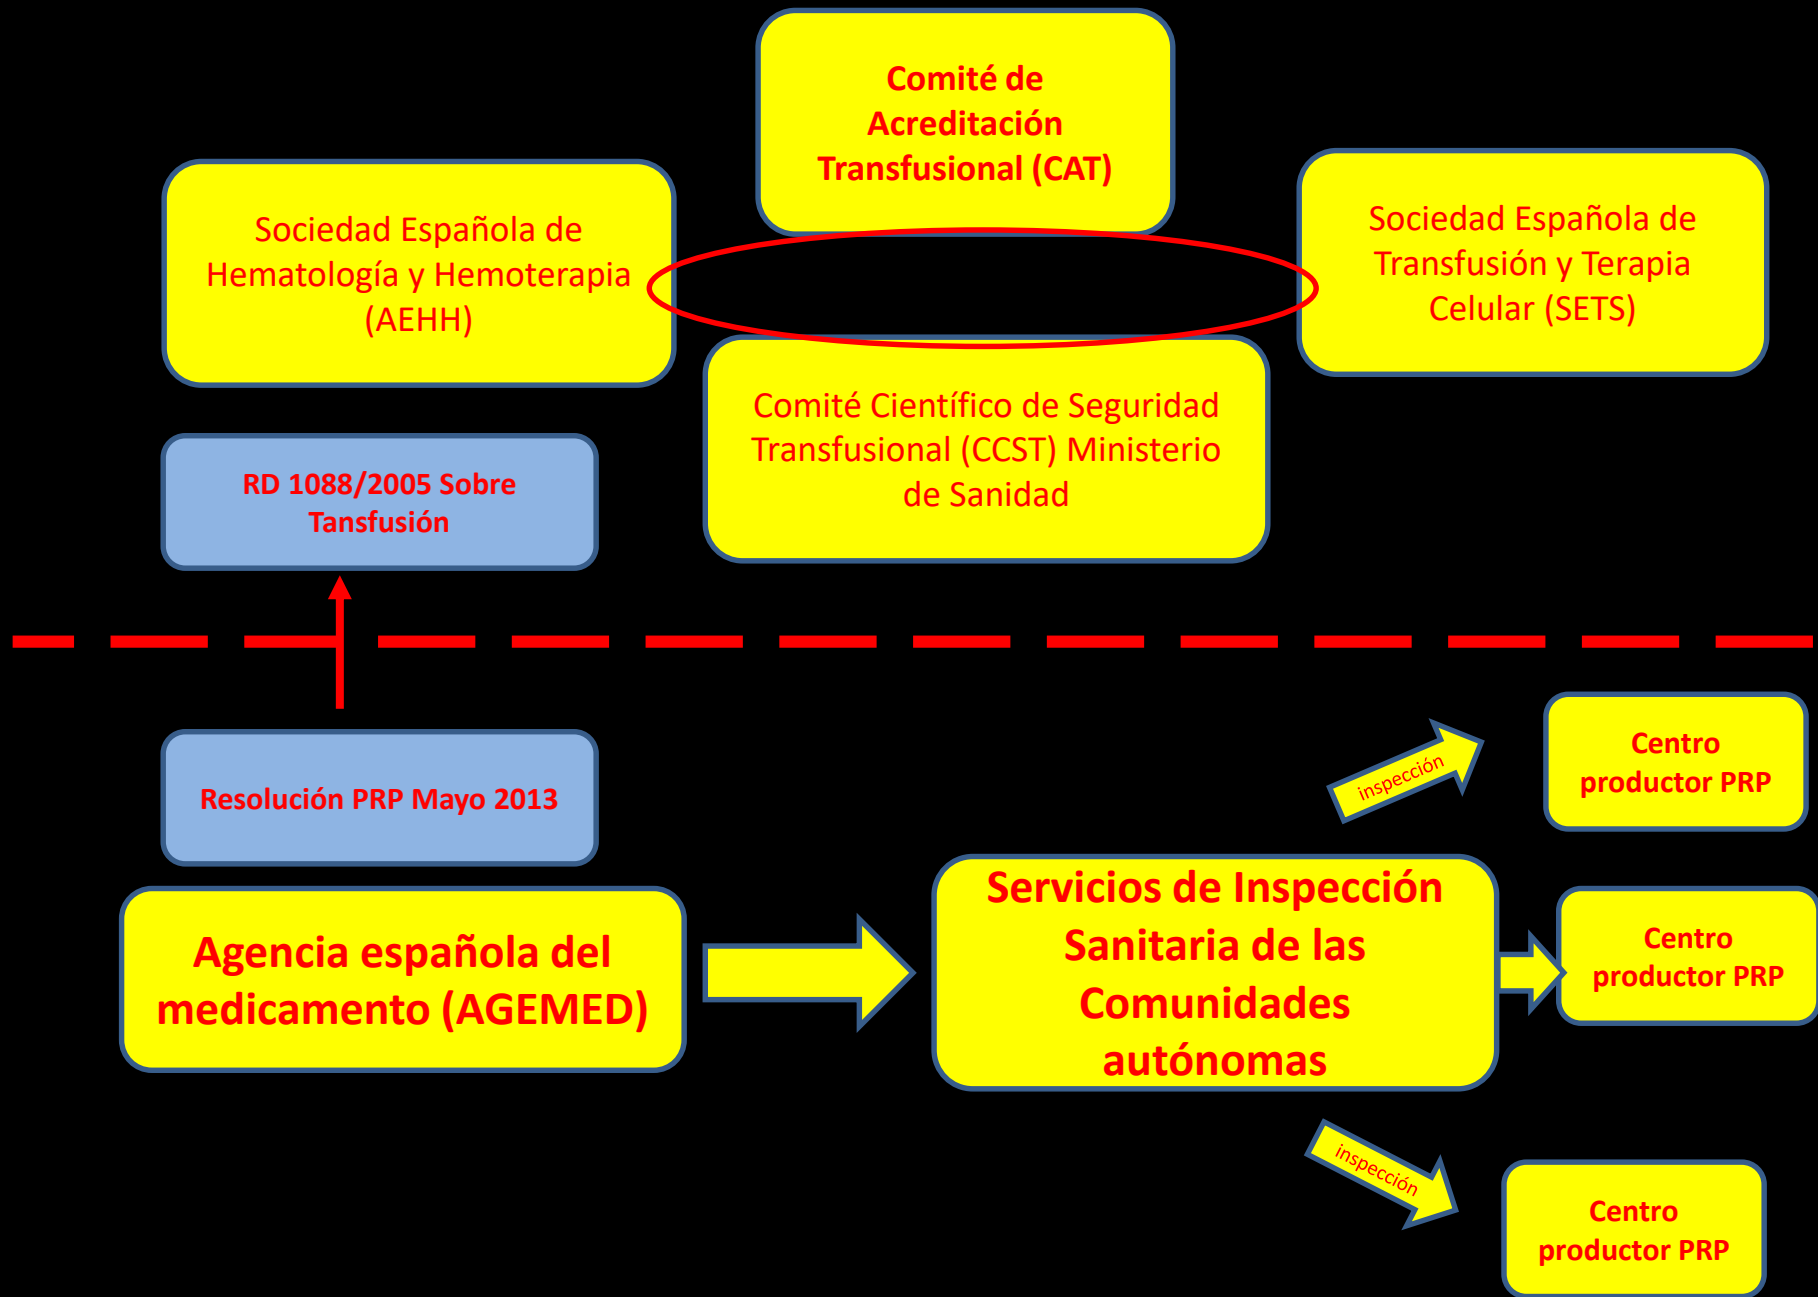 Comité de
Acreditación
Transfusional (CAT)
Sociedad Española de
Hematología y Hemoterapia
(AEHH)
Sociedad Española de
Transfusión y Terapia
Celular (SETS)
Comité Científico de Seguridad
Transfusional (CCST) Ministerio
de Sanidad
RD 1088/2005 Sobre
Tansfusión
Resolución PRP Mayo 2013
Agencia española del
medicamento (AGEMED)
Servicios de Inspección
Sanitaria de las
Comunidades
autónomas
inspección
Centro
productor PRP
Centro
productor PRP
inspección
Centro
productor PRP